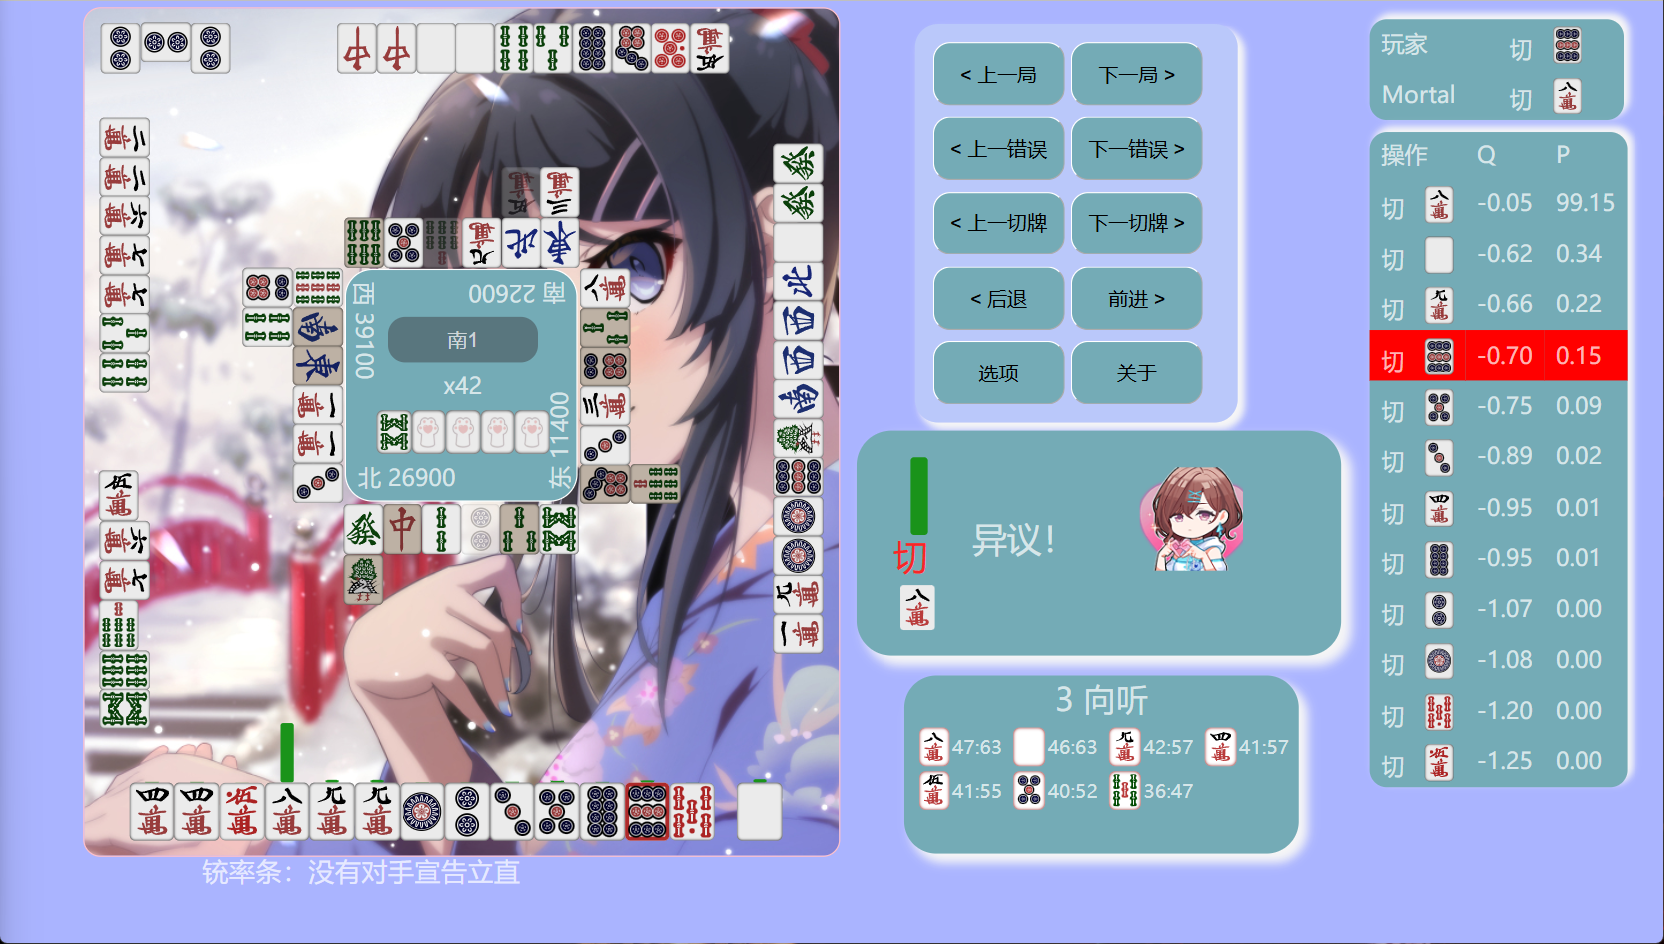 < 上一局
下一局 >
< 上一错误
下一错误 >
< 上一切牌
下一切牌 >
< 后退
前进 >
选项
关于
西 39100
南 22600
南1
x42
东 11400
北 26900
异议！
切
3 向听
47:63
46:63
42:57
41:57
41:55
40:52
36:47
铳率条：没有对手宣告立直
玩家 切
Mortal 切
操作 Q P
切 -0.05 99.15
切 -0.62 0.34
切 -0.66 0.22
切 -0.70 0.15
切 -0.75 0.09
切 -0.89 0.02
切 -0.95 0.01
切 -0.95 0.01
切 -1.07 0.00
切 -1.08 0.00
切 -1.20 0.00
切 -1.25 0.00